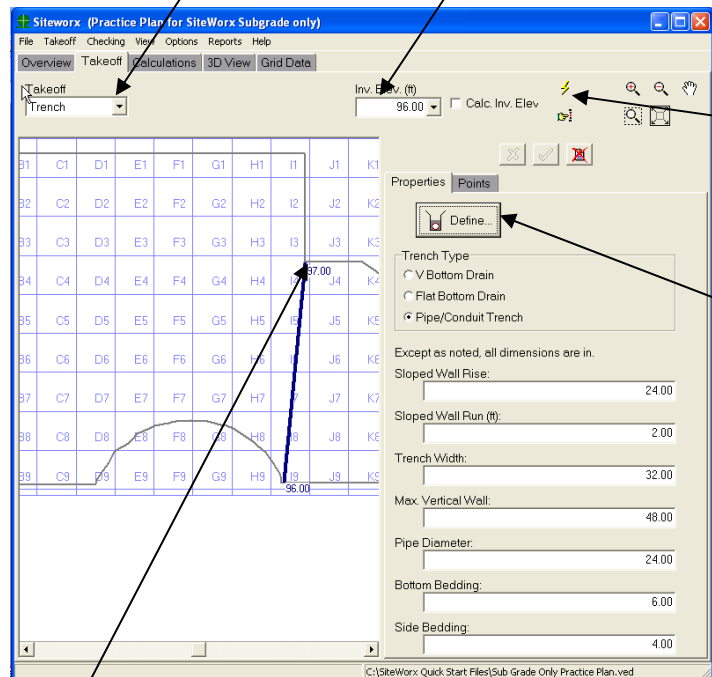 Siteworx (Practice Plan for SiteWorx Subgrade only)
File Takeoff Checking View Options Reports Help
Overview Takeoff Calculations 3D View Grid Data
Takeoff Inv. Elev. (ft)
Trench 96.00 Calc. Inv. Elev
B1 C1 D1 E1 F1 G1 H1 I1 J1 K1
B2 C2 D2 E2 F2 G2 H2 I2 J2 K2
B3 C3 D3 E3 F3 G3 H3 I3 J3 K3
97.00
B4 C4 D4 E4 F4 G4 H4 I4 J4 K4
B5 C5 D5 E5 F5 G5 H5 I5 J5 K5
B6 C6 D6 E6 F6 G6 H6 I6 J6 K6
B7 C7 D7 E7 F7 G7 H7 J7 K7
B8 C8 D8 E8 F8 G8 H8 I8 J8 K8
B9 C9 D9 E9 F9 G9 H9 I9 J9 K9
96.00
Properties Points
Define...
Trench Type
V Bottom Drain
Flat Bottom Drain
Pipe/Conduit Trench
Except as noted, all dimensions are in.
Sloped Wall Rise:
24.00
Sloped Wall Run (ft):
2.00
Trench Width:
32.00
Max. Vertical Wall:
48.00
Pipe Diameter:
24.00
Bottom Bedding:
6.00
Side Bedding:
4.00
C:\SiteWorx Quick Start Files\Sub Grade Only Practice Plan.ved